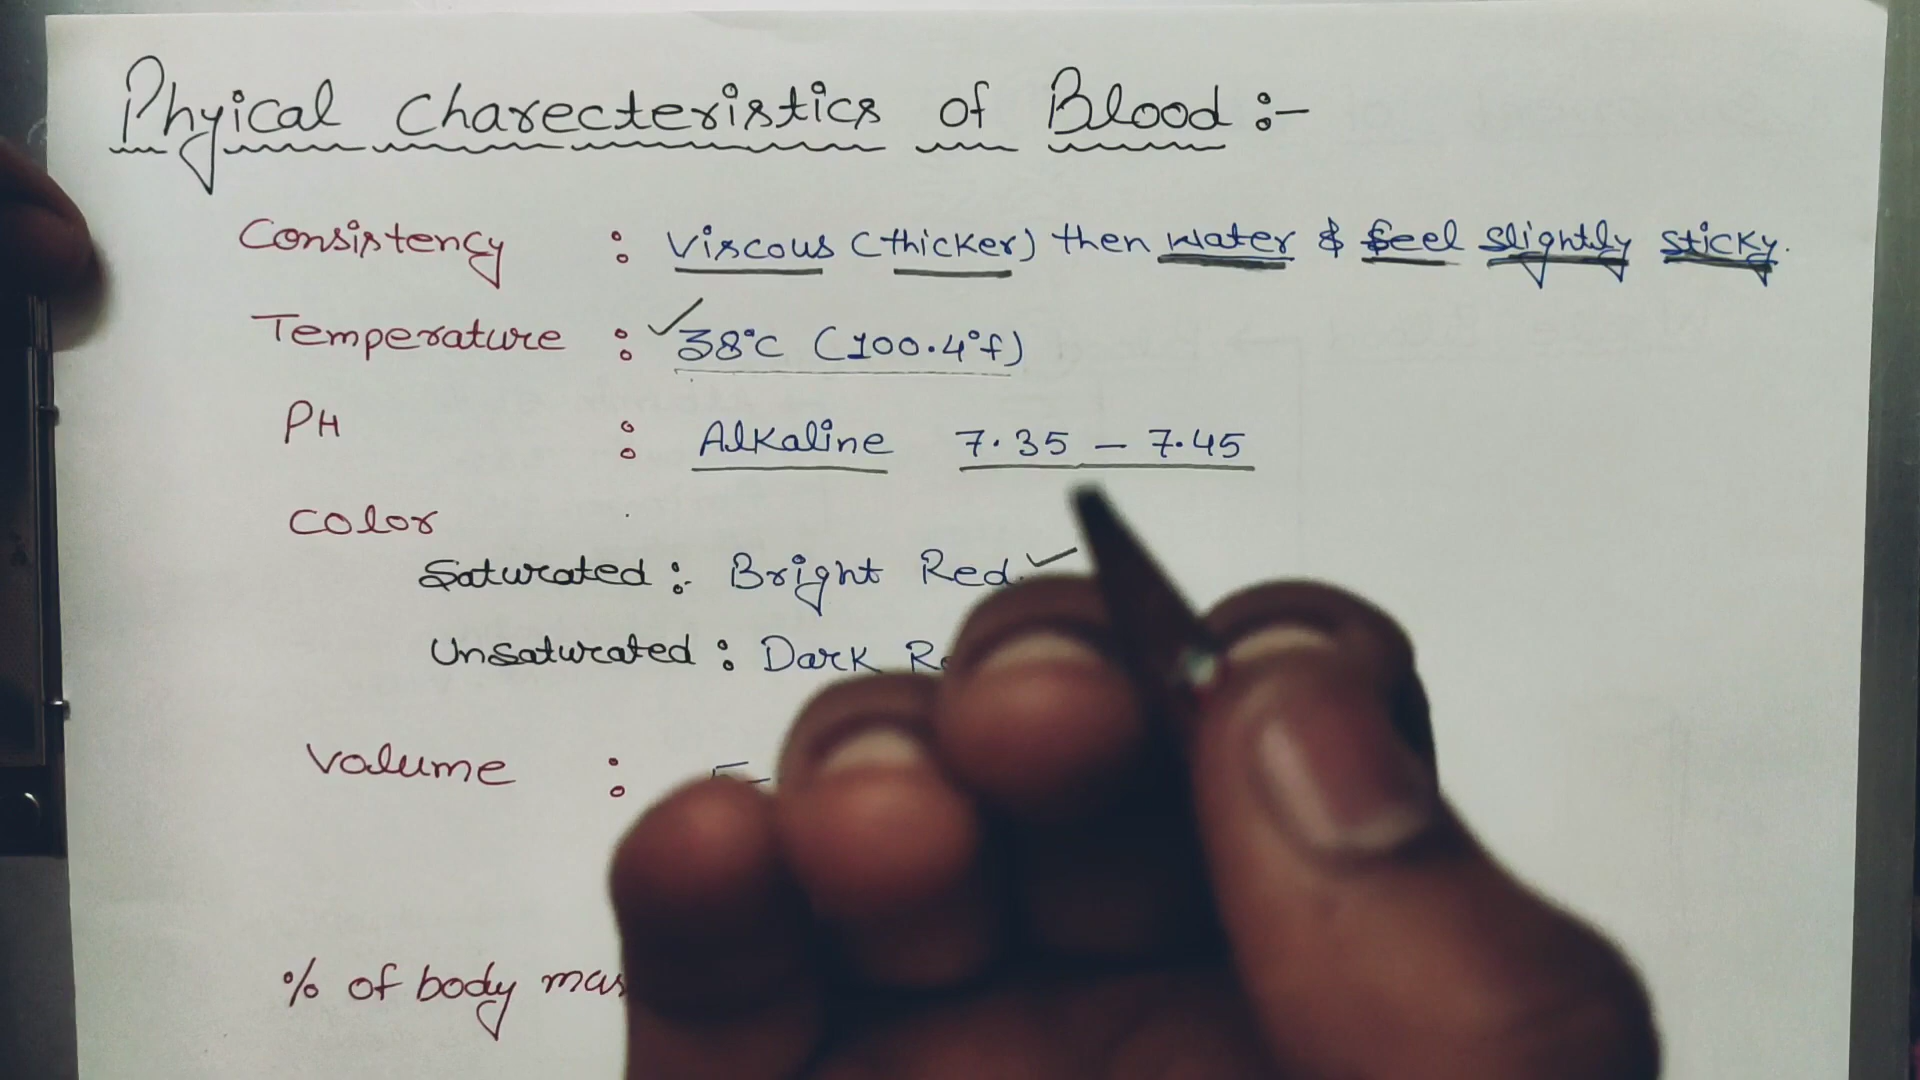 Phyical charecteristics of Blood :-
Consistency : Viscous (thicker) then water & feel slightly sticky.
Temperature : 38°C (100.4°f)
PH : Alkaline 7.35 – 7.45
Color
Saturated : Bright Red.
Unsaturated : Dark
Volume :
% of body